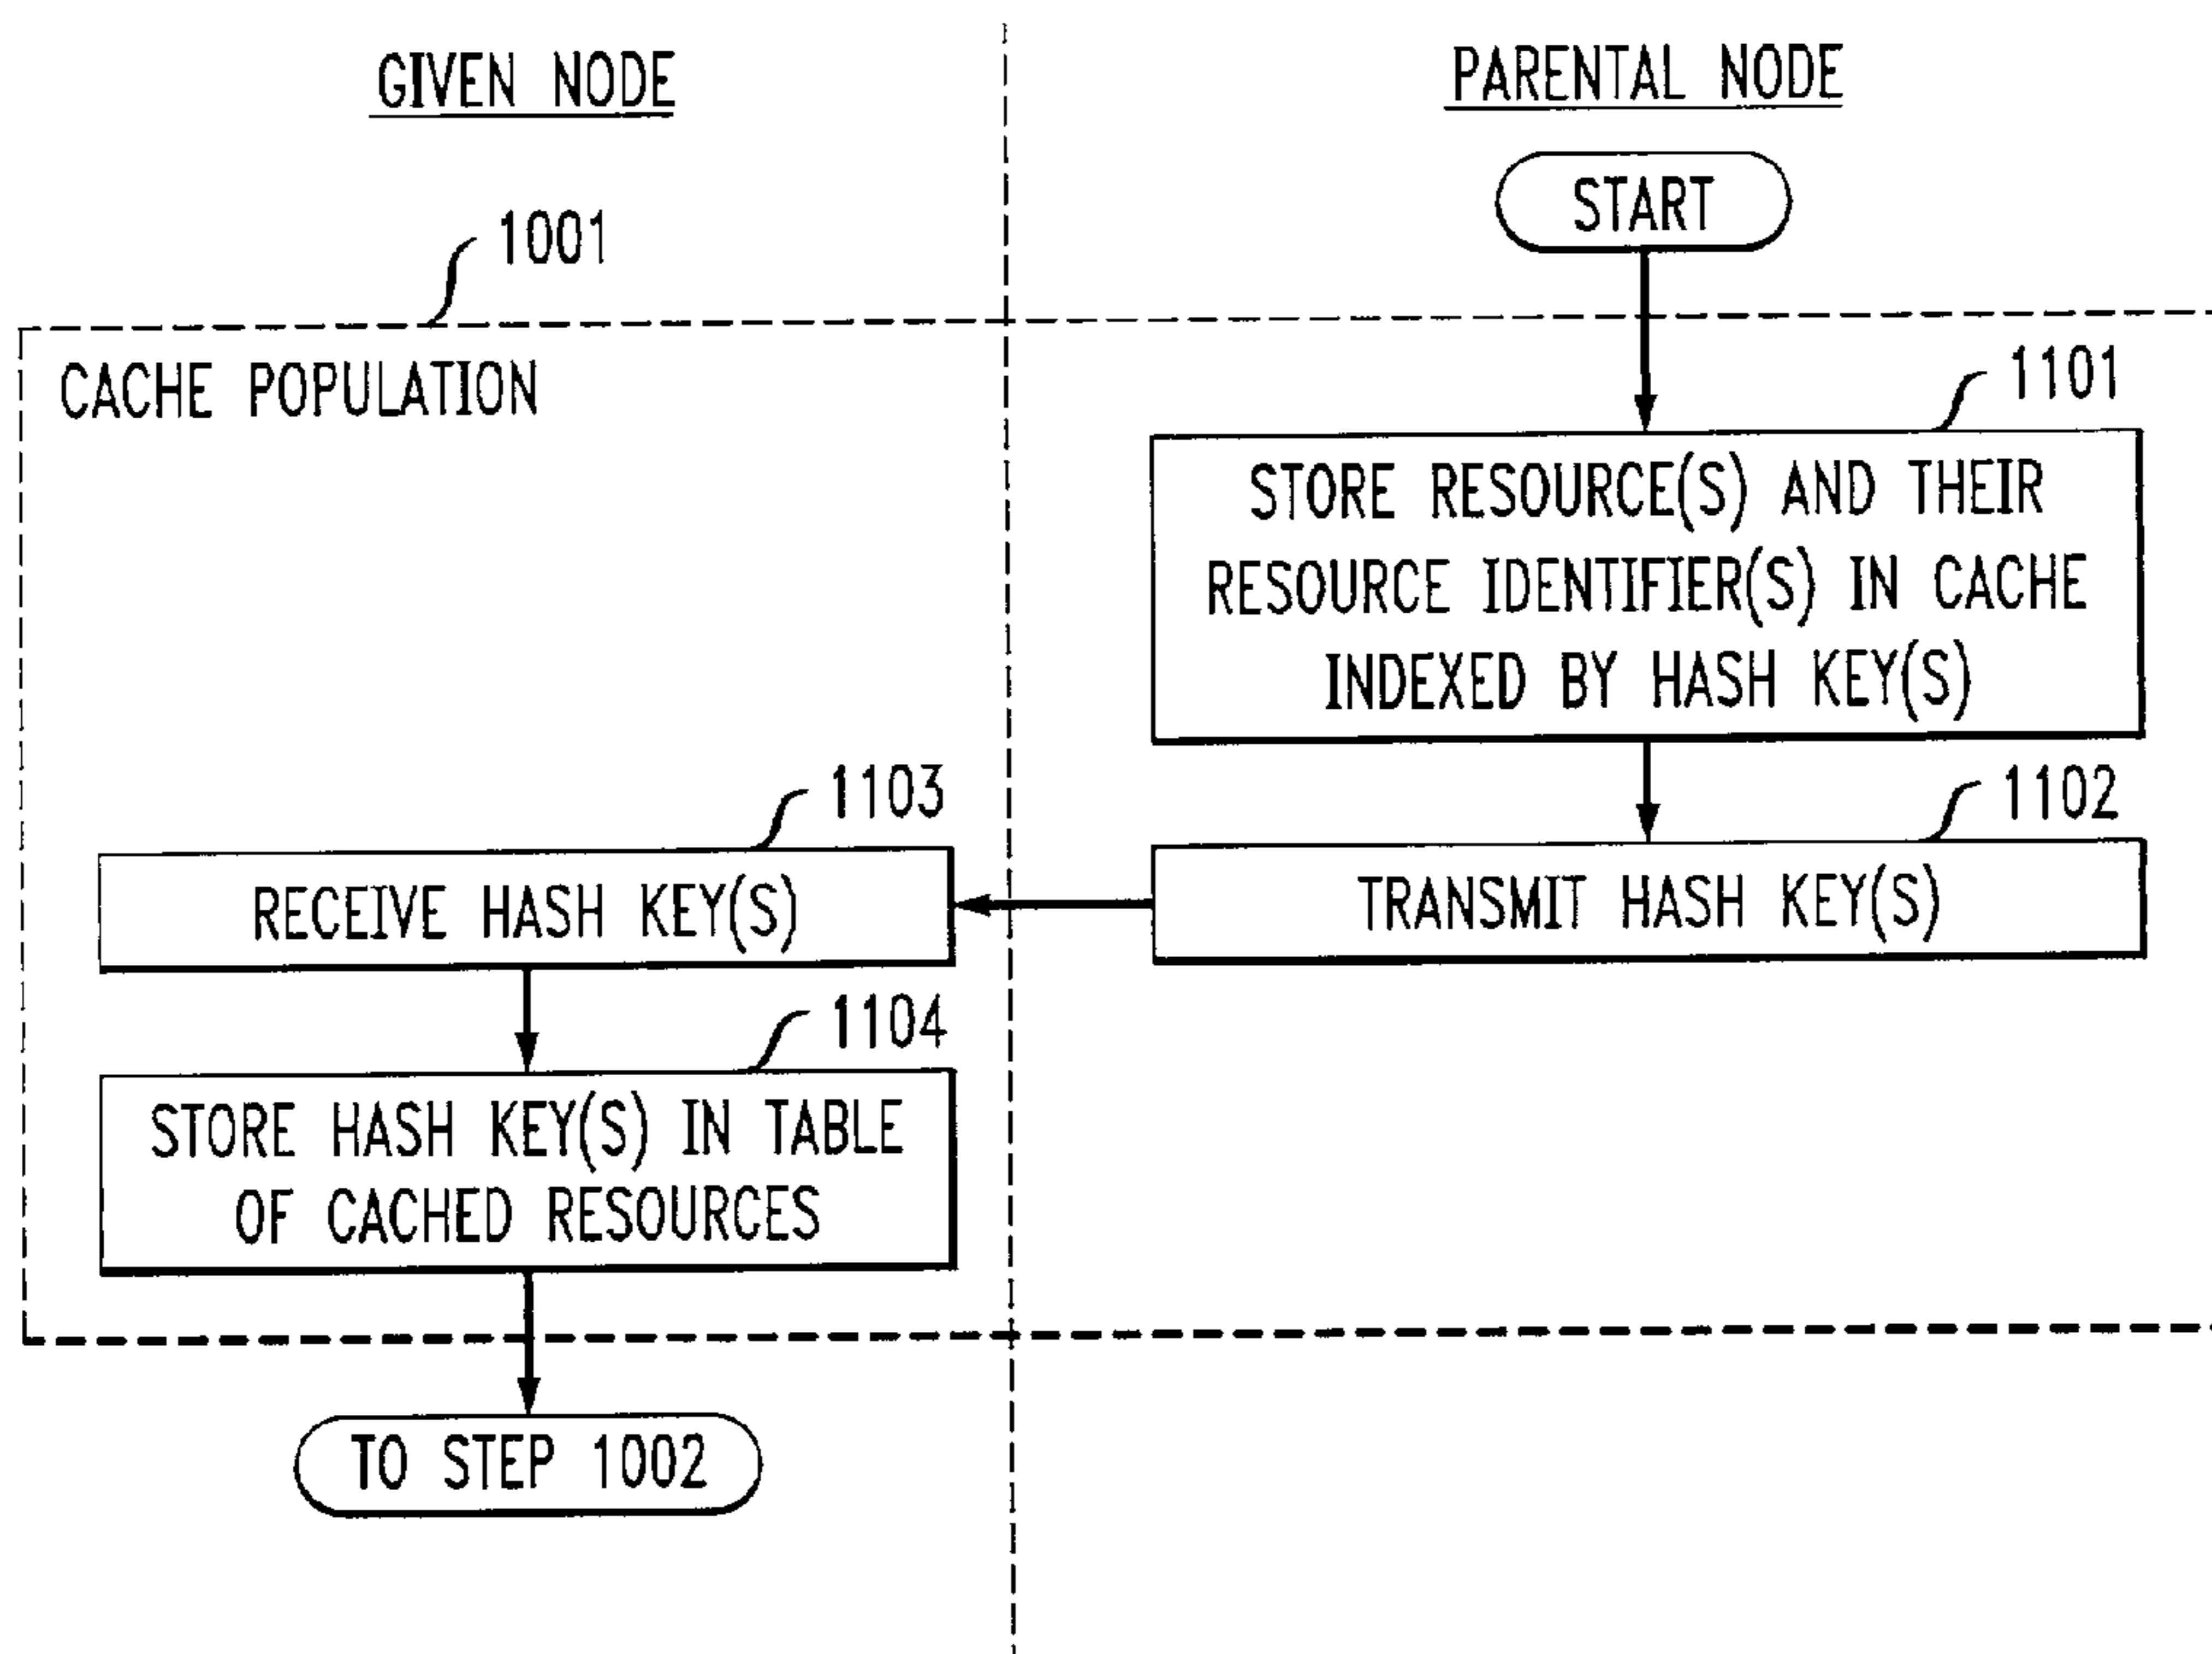 GIVEN NODE
PARENTAL NODE
START
1001
CACHE POPULATION
1101
STORE RESOURCE(S) AND THEIR
RESOURCE IDENTIFIER(S) IN CACHE
INDEXED BY HASH KEY(S)
1102
TRANSMIT HASH KEY(S)
1103
RECEIVE HASH KEY(S)
1104
STORE HASH KEY(S) IN TABLE
OF CACHED RESOURCES
TO STEP 1002